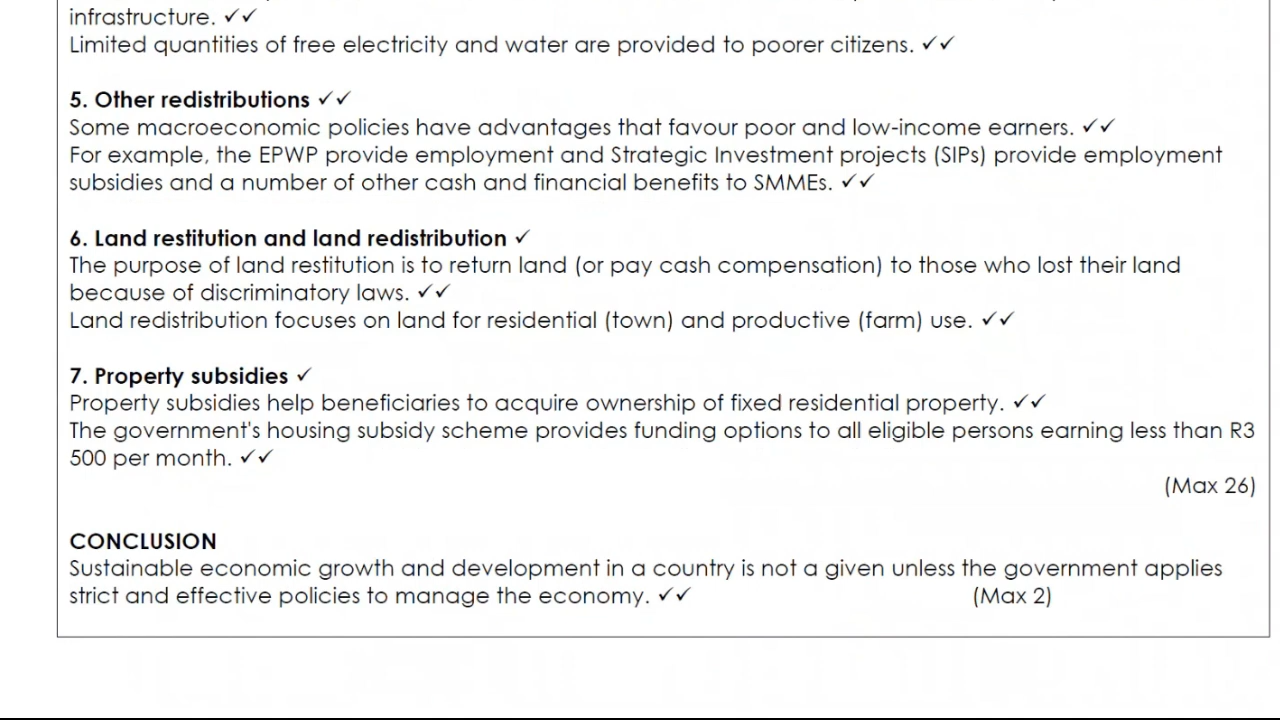 infrastructure. ✓✓
Limited quantities of free electricity and water are provided to poorer citizens. ✓✓
5. Other redistributions ✓✓
Some macroeconomic policies have advantages that favour poor and low-income earners. ✓✓
For example, the EPWP provide employment and Strategic Investment projects (SIPs) provide employment
subsidies and a number of other cash and financial benefits to SMMEs. ✓✓
6. Land restitution and land redistribution ✓
The purpose of land restitution is to return land (or pay cash compensation) to those who lost their land
because of discriminatory laws. ✓✓
Land redistribution focuses on land for residential (town) and productive (farm) use. ✓✓
7. Property subsidies ✓
Property subsidies help beneficiaries to acquire ownership of fixed residential property. ✓✓
The government's housing subsidy scheme provides funding options to all eligible persons earning less than R3
500 per month. ✓✓
(Max 26)
CONCLUSION
Sustainable economic growth and development in a country is not a given unless the government applies
strict and effective policies to manage the economy. ✓✓ (Max 2)